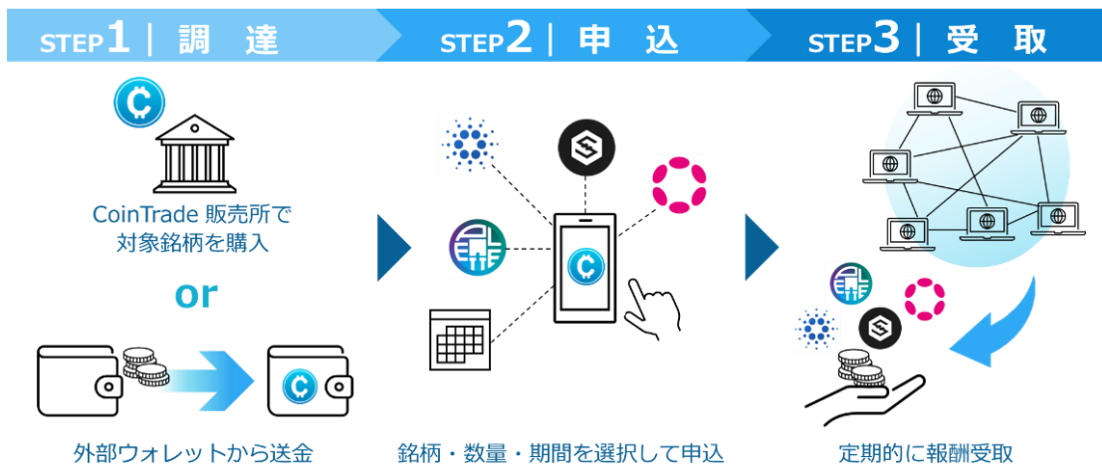 STEP1｜調 達
STEP2｜申 込
STEP3｜受 取
CoinTrade 販売所で
対象銘柄を購入
or
外部ウォレットから送金
銘柄・数量・期間を選択して申込
定期的に報酬受取